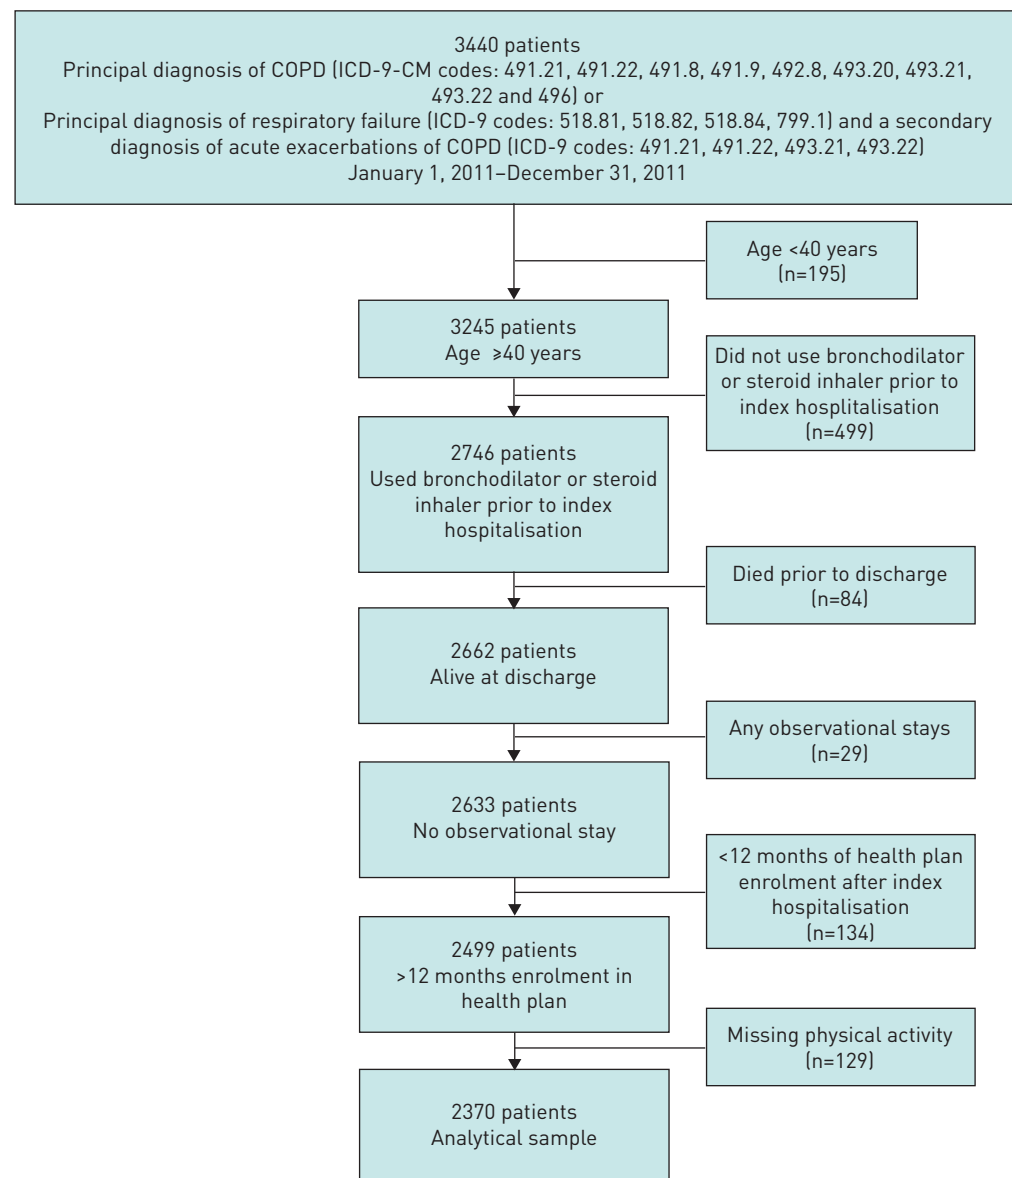 3440 patients
Principal diagnosis of COPD (ICD-9-CM codes: 491.21, 491.22, 491.8, 491.9, 492.8, 493.20, 493.21,
493.22 and 496) or
Principal diagnosis of respiratory failure (ICD-9 codes: 518.81, 518.82, 518.84, 799.1) and a secondary
diagnosis of acute exacerbations of COPD (ICD-9 codes: 491.21, 491.22, 493.21, 493.22)
January 1, 2011–December 31, 2011
Age <40 years
(n=195)
3245 patients
Age ≥40 years
Did not use bronchodilator
or steroid inhaler prior to
index hosplitalisation
(n=499)
2746 patients
Used bronchodilator or steroid
inhaler prior to index
hospitalisation
Died prior to discharge
(n=84)
2662 patients
Alive at discharge
Any observational stays
(n=29)
2633 patients
No observational stay
<12 months of health plan
enrolment after index
hospitalisation
(n=134)
2499 patients
>12 months enrolment in
health plan
Missing physical activity
(n=129)
2370 patients
Analytical sample